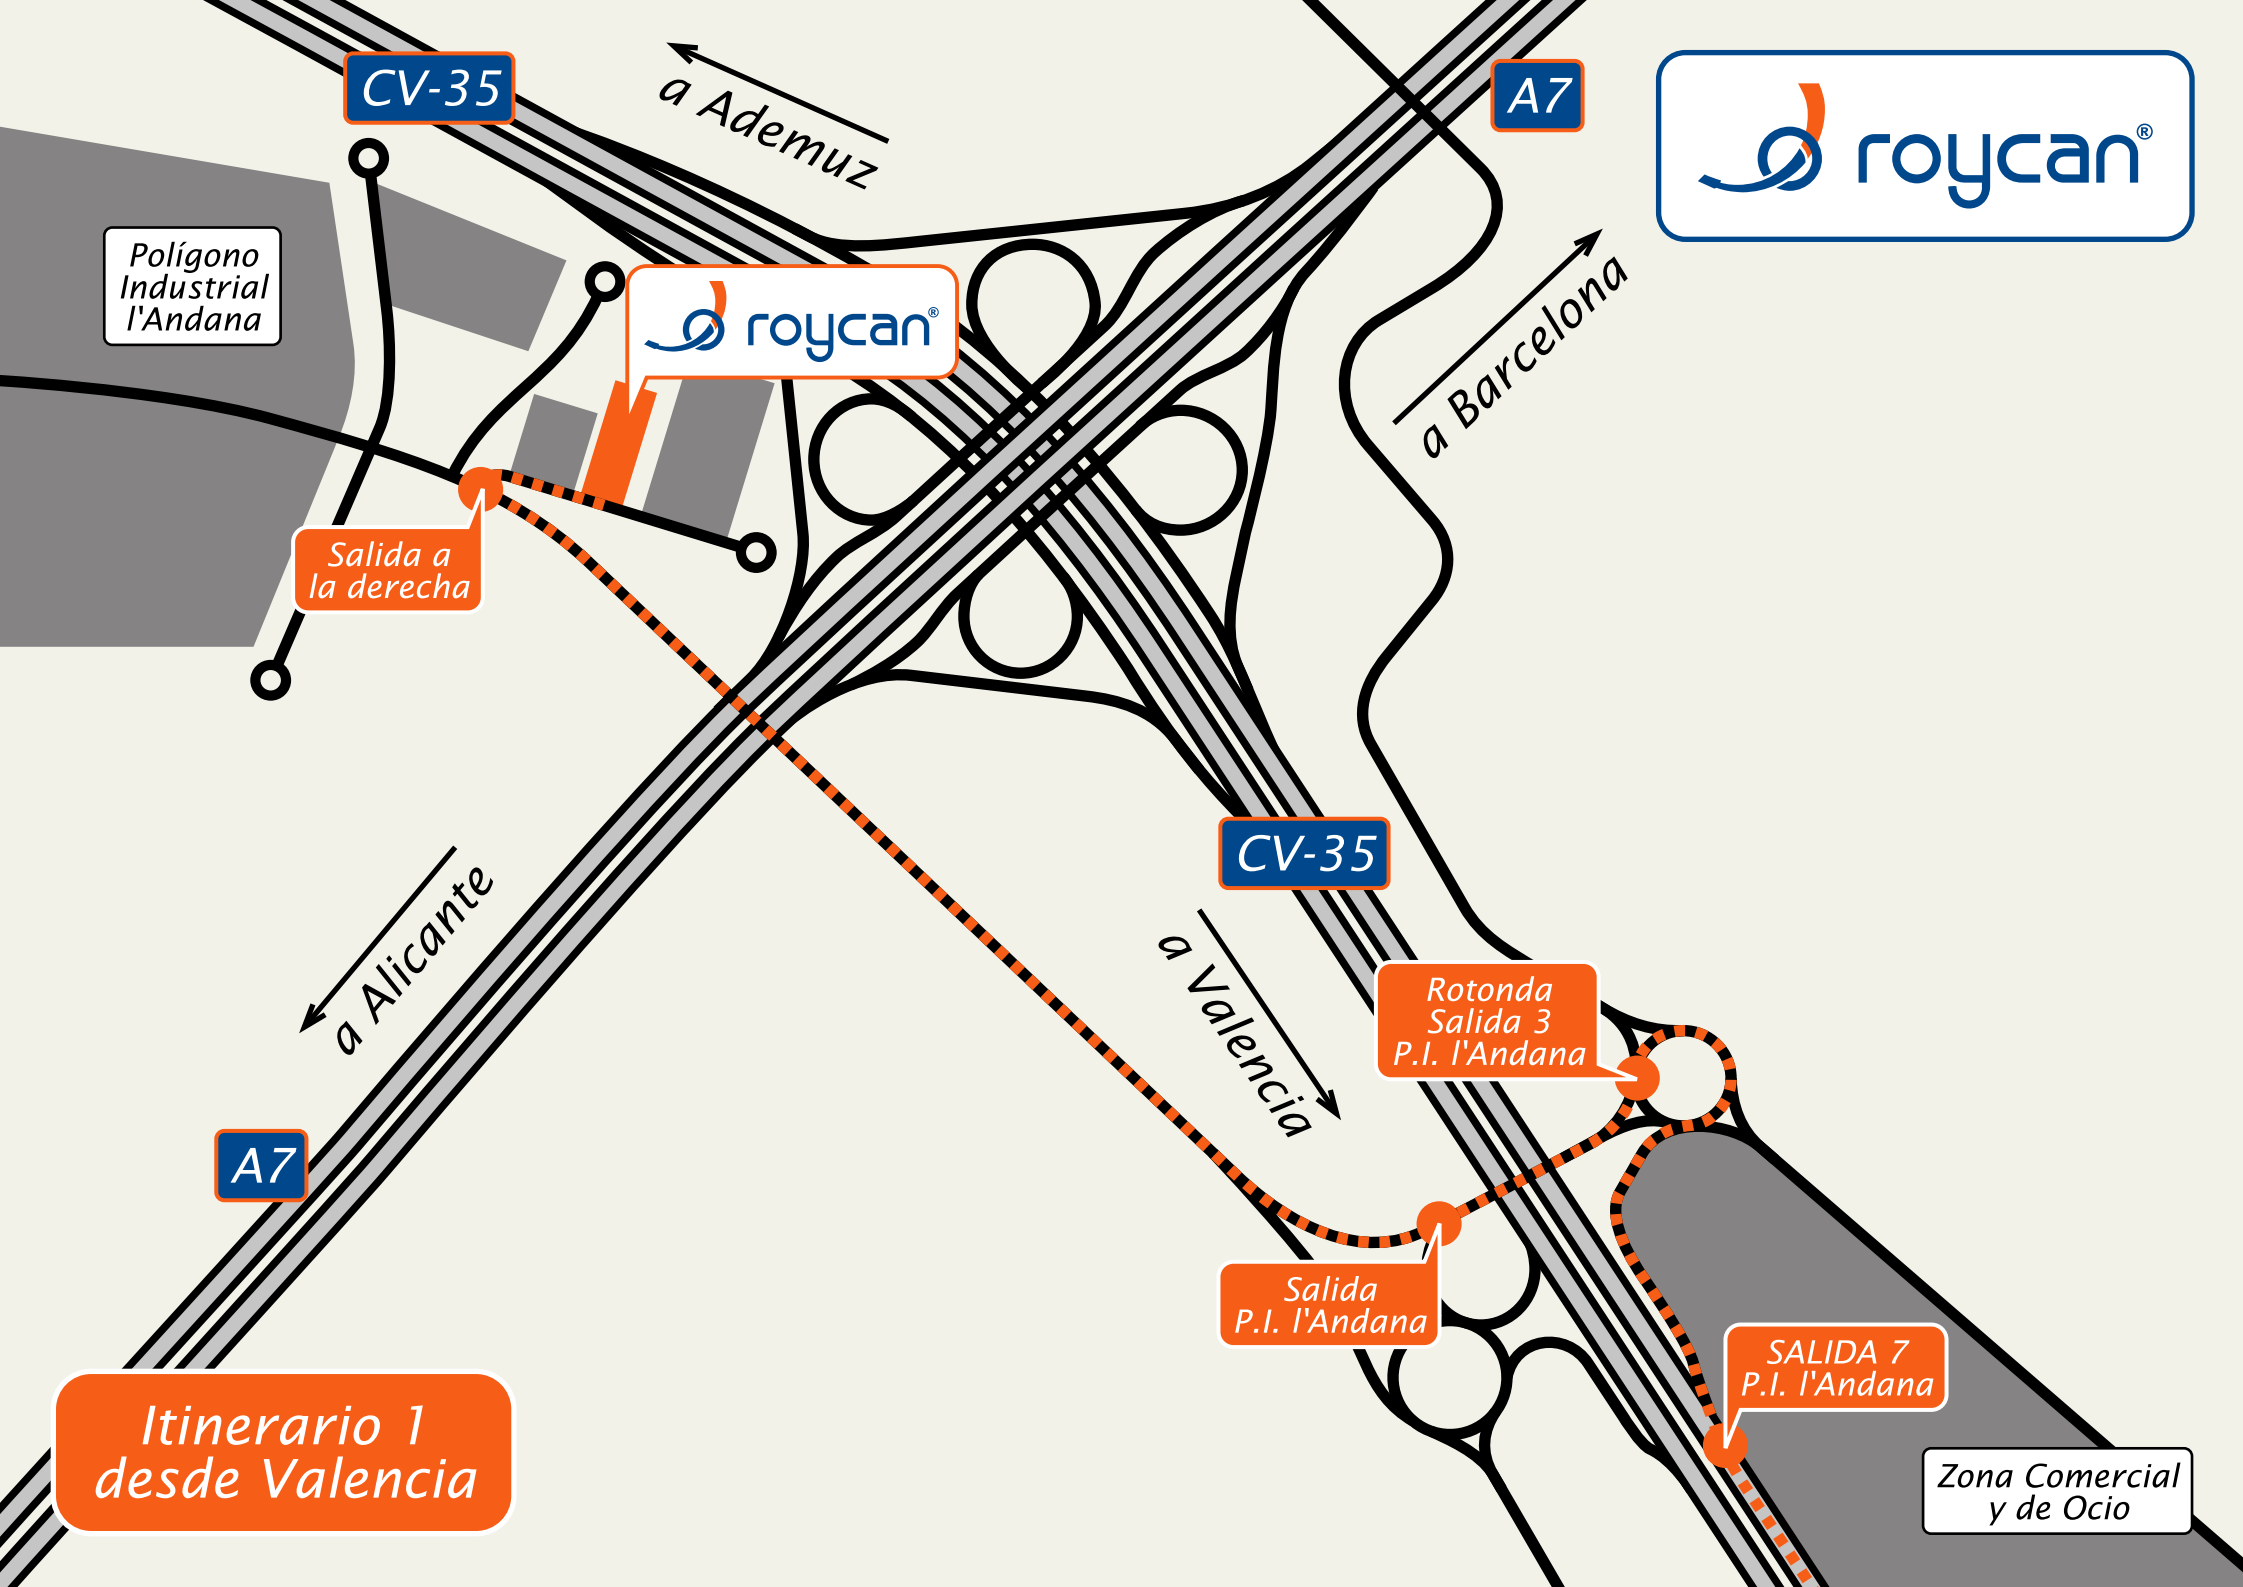 CV-35
a Ademuz
A7
roycan®
Polígono
Industrial
l'Andana
roycan®
a Barcelona
Salida a
la derecha
CV-35
a Alicante
a Valencia
Rotonda
Salida 3
P.I. l'Andana
A7
Salida
P.I. l'Andana
SALIDA 7
P.I. l'Andana
Itinerario 1
desde Valencia
Zona Comercial
y de Ocio